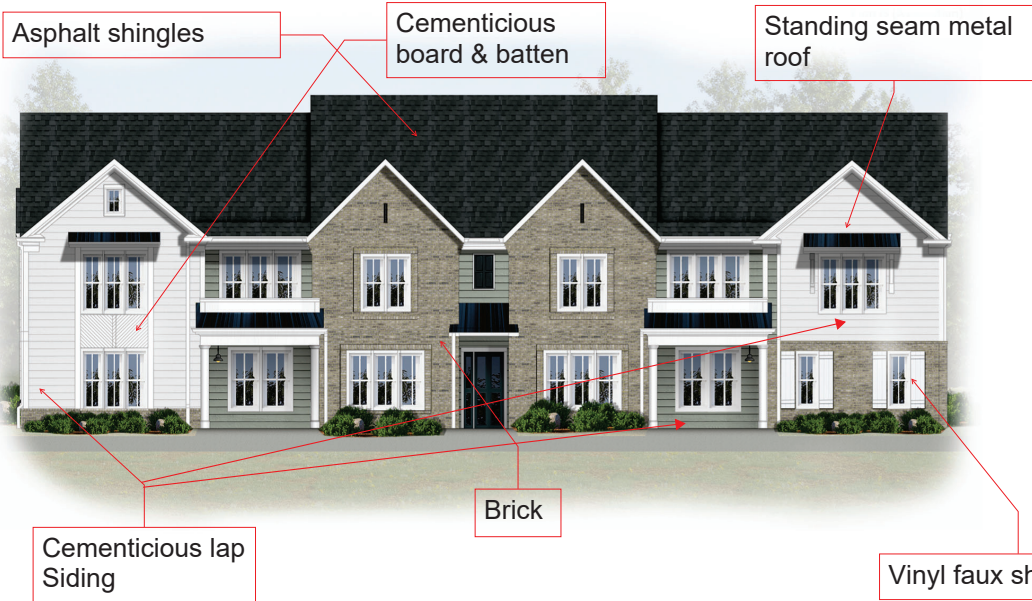 Asphalt shingles
Cementicious
board & batten
Standing seam metal
roof
Brick
Cementicious lap
Siding
Vinyl faux sh